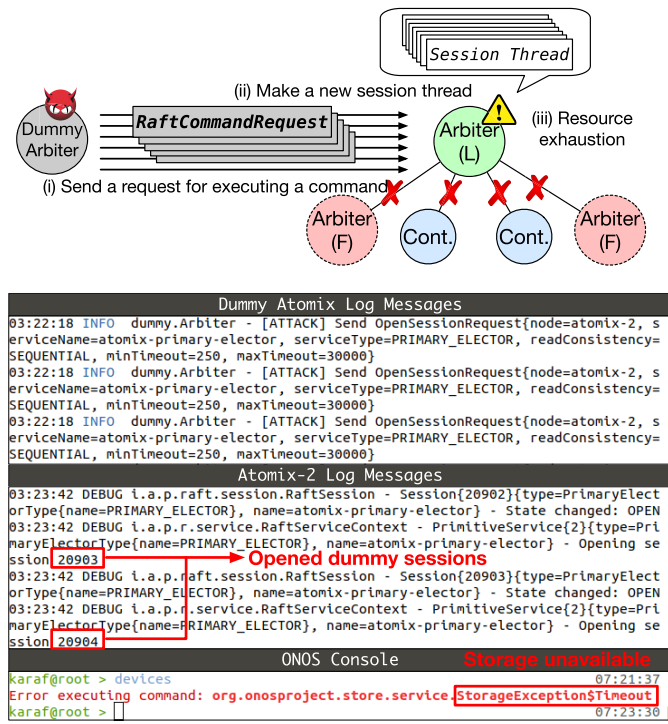 Session Thread
(ii) Make a new session thread
Dummy
Arbiter
RaftCommandRequest
Arbiter
(L)
(iii) Resource
exhaustion
(i) Send a request for executing a command
Arbiter
(F)
Cont.
Cont.
Arbiter
(F)
Dummy Atomix Log Messages
03:22:18 INFO  dummy.Arbiter - [ATTACK] Send OpenSessionRequest{node=atomix-2, s
erviceName=atomix-primary-elector, serviceType=PRIMARY_ELECTOR, readConsistency=
SEQUENTIAL, minTimeout=250, maxTimeout=30000}
03:22:18 INFO  dummy.Arbiter - [ATTACK] Send OpenSessionRequest{node=atomix-2, s
erviceName=atomix-primary-elector, serviceType=PRIMARY_ELECTOR, readConsistency=
SEQUENTIAL, minTimeout=250, maxTimeout=30000}
03:22:18 INFO  dummy.Arbiter - [ATTACK] Send OpenSessionRequest{node=atomix-2, s
erviceName=atomix-primary-elector, serviceType=PRIMARY_ELECTOR, readConsistency=
SEQUENTIAL, minTimeout=250, maxTimeout=30000}
Atomix-2 Log Messages
03:23:42 DEBUG i.a.p.raft.session.RaftSession - Session{20902}{type=PrimaryElect
orType{name=PRIMARY_ELECTOR}, name=atomix-primary-elector} - State changed: OPEN
03:23:42 DEBUG i.a.p.r.service.RaftServiceContext - PrimitiveService{2}{type=Pri
maryElectorType{name=PRIMARY_ELECTOR}, name=atomix-primary-elector} - Opening se
ssion 20903
Opened dummy sessions
03:23:42 DEBUG i.a.p.raft.session.RaftSession - Session{20903}{type=PrimaryElect
orType{name=PRIMARY_ELECTOR}, name=atomix-primary-elector} - State changed: OPEN
03:23:42 DEBUG i.a.p.r.service.RaftServiceContext - PrimitiveService{2}{type=Pri
maryElectorType{name=PRIMARY_ELECTOR}, name=atomix-primary-elector} - Opening se
ssion 20904
ONOS Console
Storage unavailable
karaf@root > devices 07:21:37
Error executing command: org.onosproject.store.service.StorageException$Timeout
karaf@root > 07:23:30